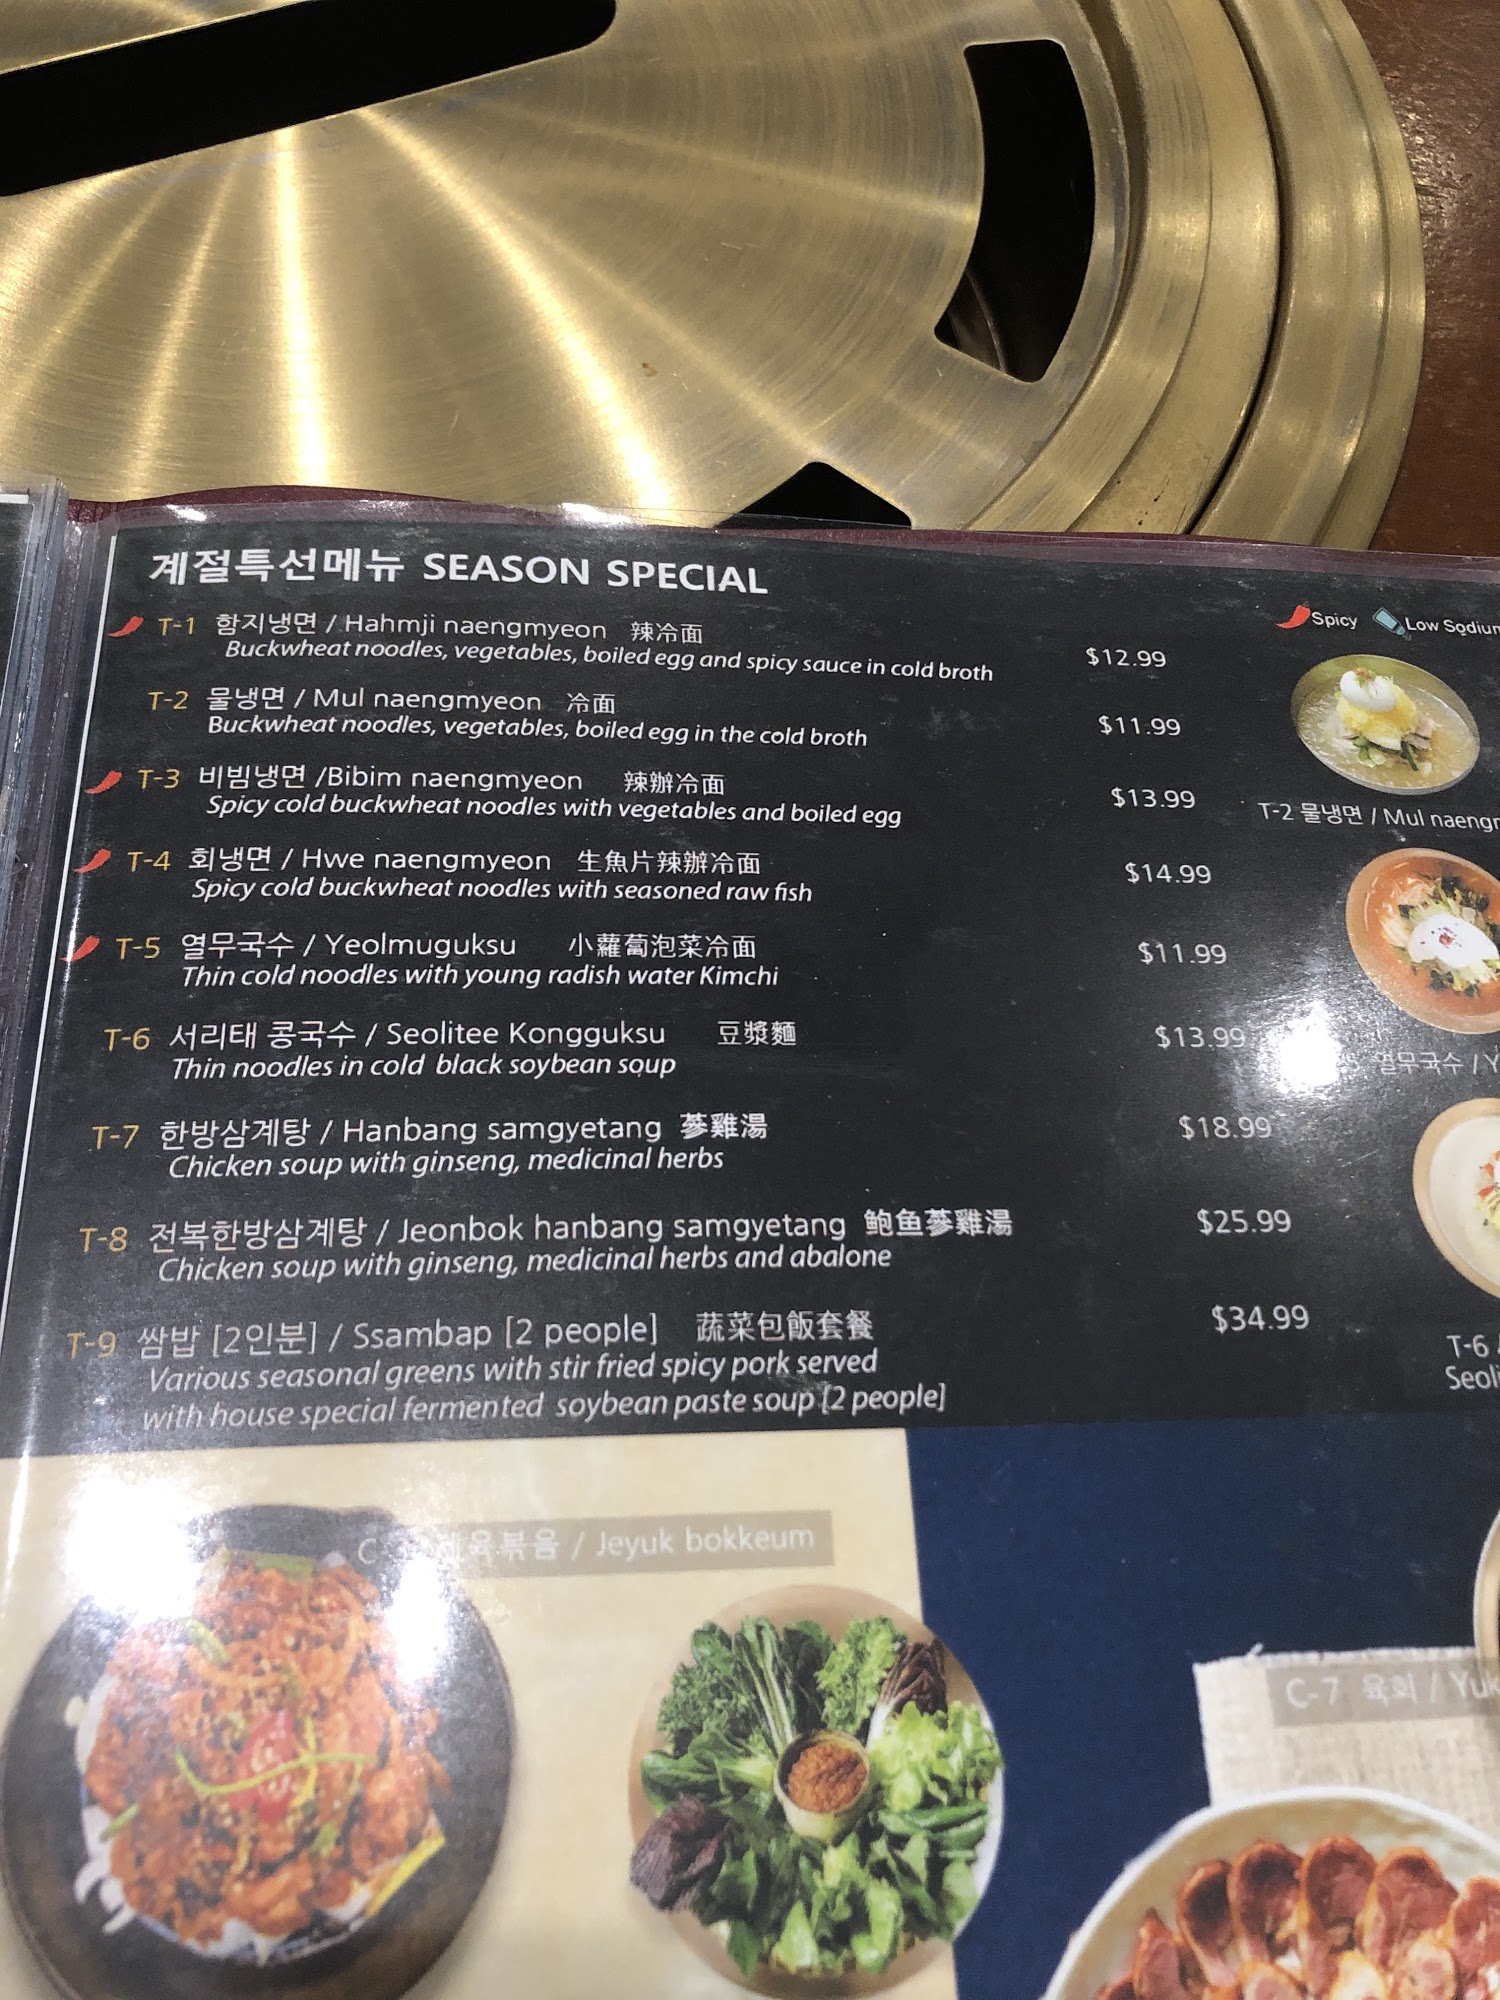 계절특선메뉴 SEASON SPECIAL
Spicy Low Sodium
T-1 함지냉면 / Hahmji naengmyeon 辣冷面
Buckwheat noodles, vegetables, boiled egg and spicy sauce in cold broth $12.99
T-2 물냉면 / Mul naengmyeon 冷面
Buckwheat noodles, vegetables, boiled egg in the cold broth $11.99
T-3 비빔냉면 /Bibim naengmyeon 辣辦冷面
Spicy cold buckwheat noodles with vegetables and boiled egg $13.99
T-4 회냉면 / Hwe naengmyeon 生魚片辣辦冷面
Spicy cold buckwheat noodles with seasoned raw fish $14.99
T-5 열무국수 / Yeolmuguksu 小蘿蔔泡菜冷面
Thin cold noodles with young radish water Kimchi $11.99
T-6 서리태 콩국수 / Seolitee Kongguksu 豆漿麵
Thin noodles in cold black soybean soup $13.99
T-7 한방삼계탕 / Hanbang samgyetang 蔘雞湯 $18.99
Chicken soup with ginseng, medicinal herbs
T-8 전복한방삼계탕 / Jeonbok hanbang samgyetang 鲍鱼蔘雞湯 $25.99
Chicken soup with ginseng, medicinal herbs and abalone
T-9 쌈밥 [2인분] / Ssambap [2 people] 蔬菜包飯套餐 $34.99
Various seasonal greens with stir fried spicy pork served
with house special fermented soybean paste soup [2 people]
T-2 물냉면 / Mul
열무국수 /
T-6
볶음 / Jeyuk bokkeum
C-7 육회 /